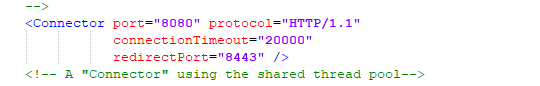 -->
<Connector port="8080" protocol="HTTP/1.1"
connectionTimeout="20000"
redirectPort="8443" />
<!-- A "Connector" using the shared thread pool-->